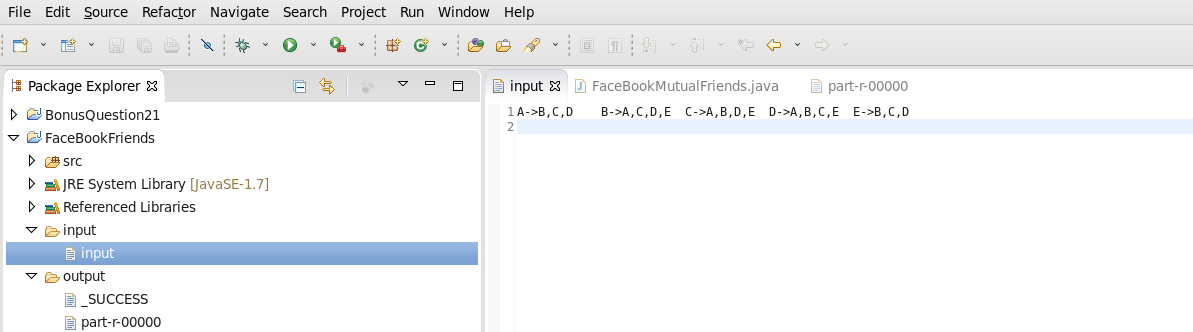 File Edit Source Refactor Navigate Search Project Run Window Help
Package Explorer
BonusQuestion21
FaceBookFriends
src
JRE System Library [JavaSE-1.7]
Referenced Libraries
input
input
output
_SUCCESS
part-r-00000
input FaceBookMutualFriends.java part-r-00000
1 A->B,C,D    B->A,C,D,E  C->A,B,D,E  D->A,B,C,E  E->B,C,D
2